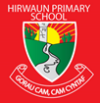 HIRWAUN PRIMARY
SCHOOL
GORAU CAM, CAM CYNTAF